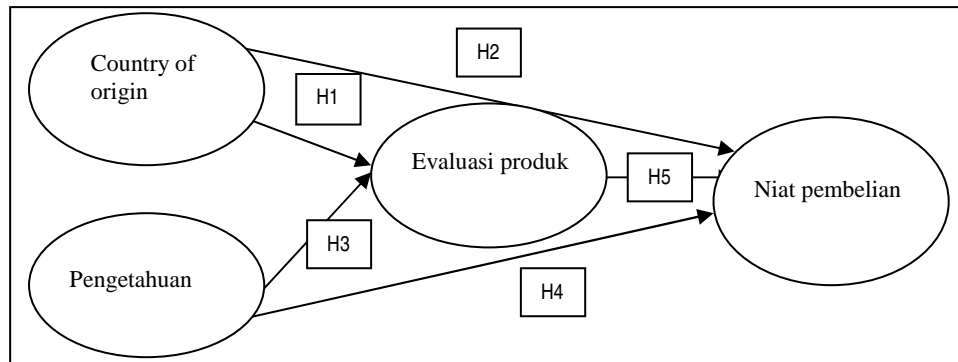 Country of
origin
H2
H1
Evaluasi produk
H5
Niat pembelian
H3
Pengetahuan
H4